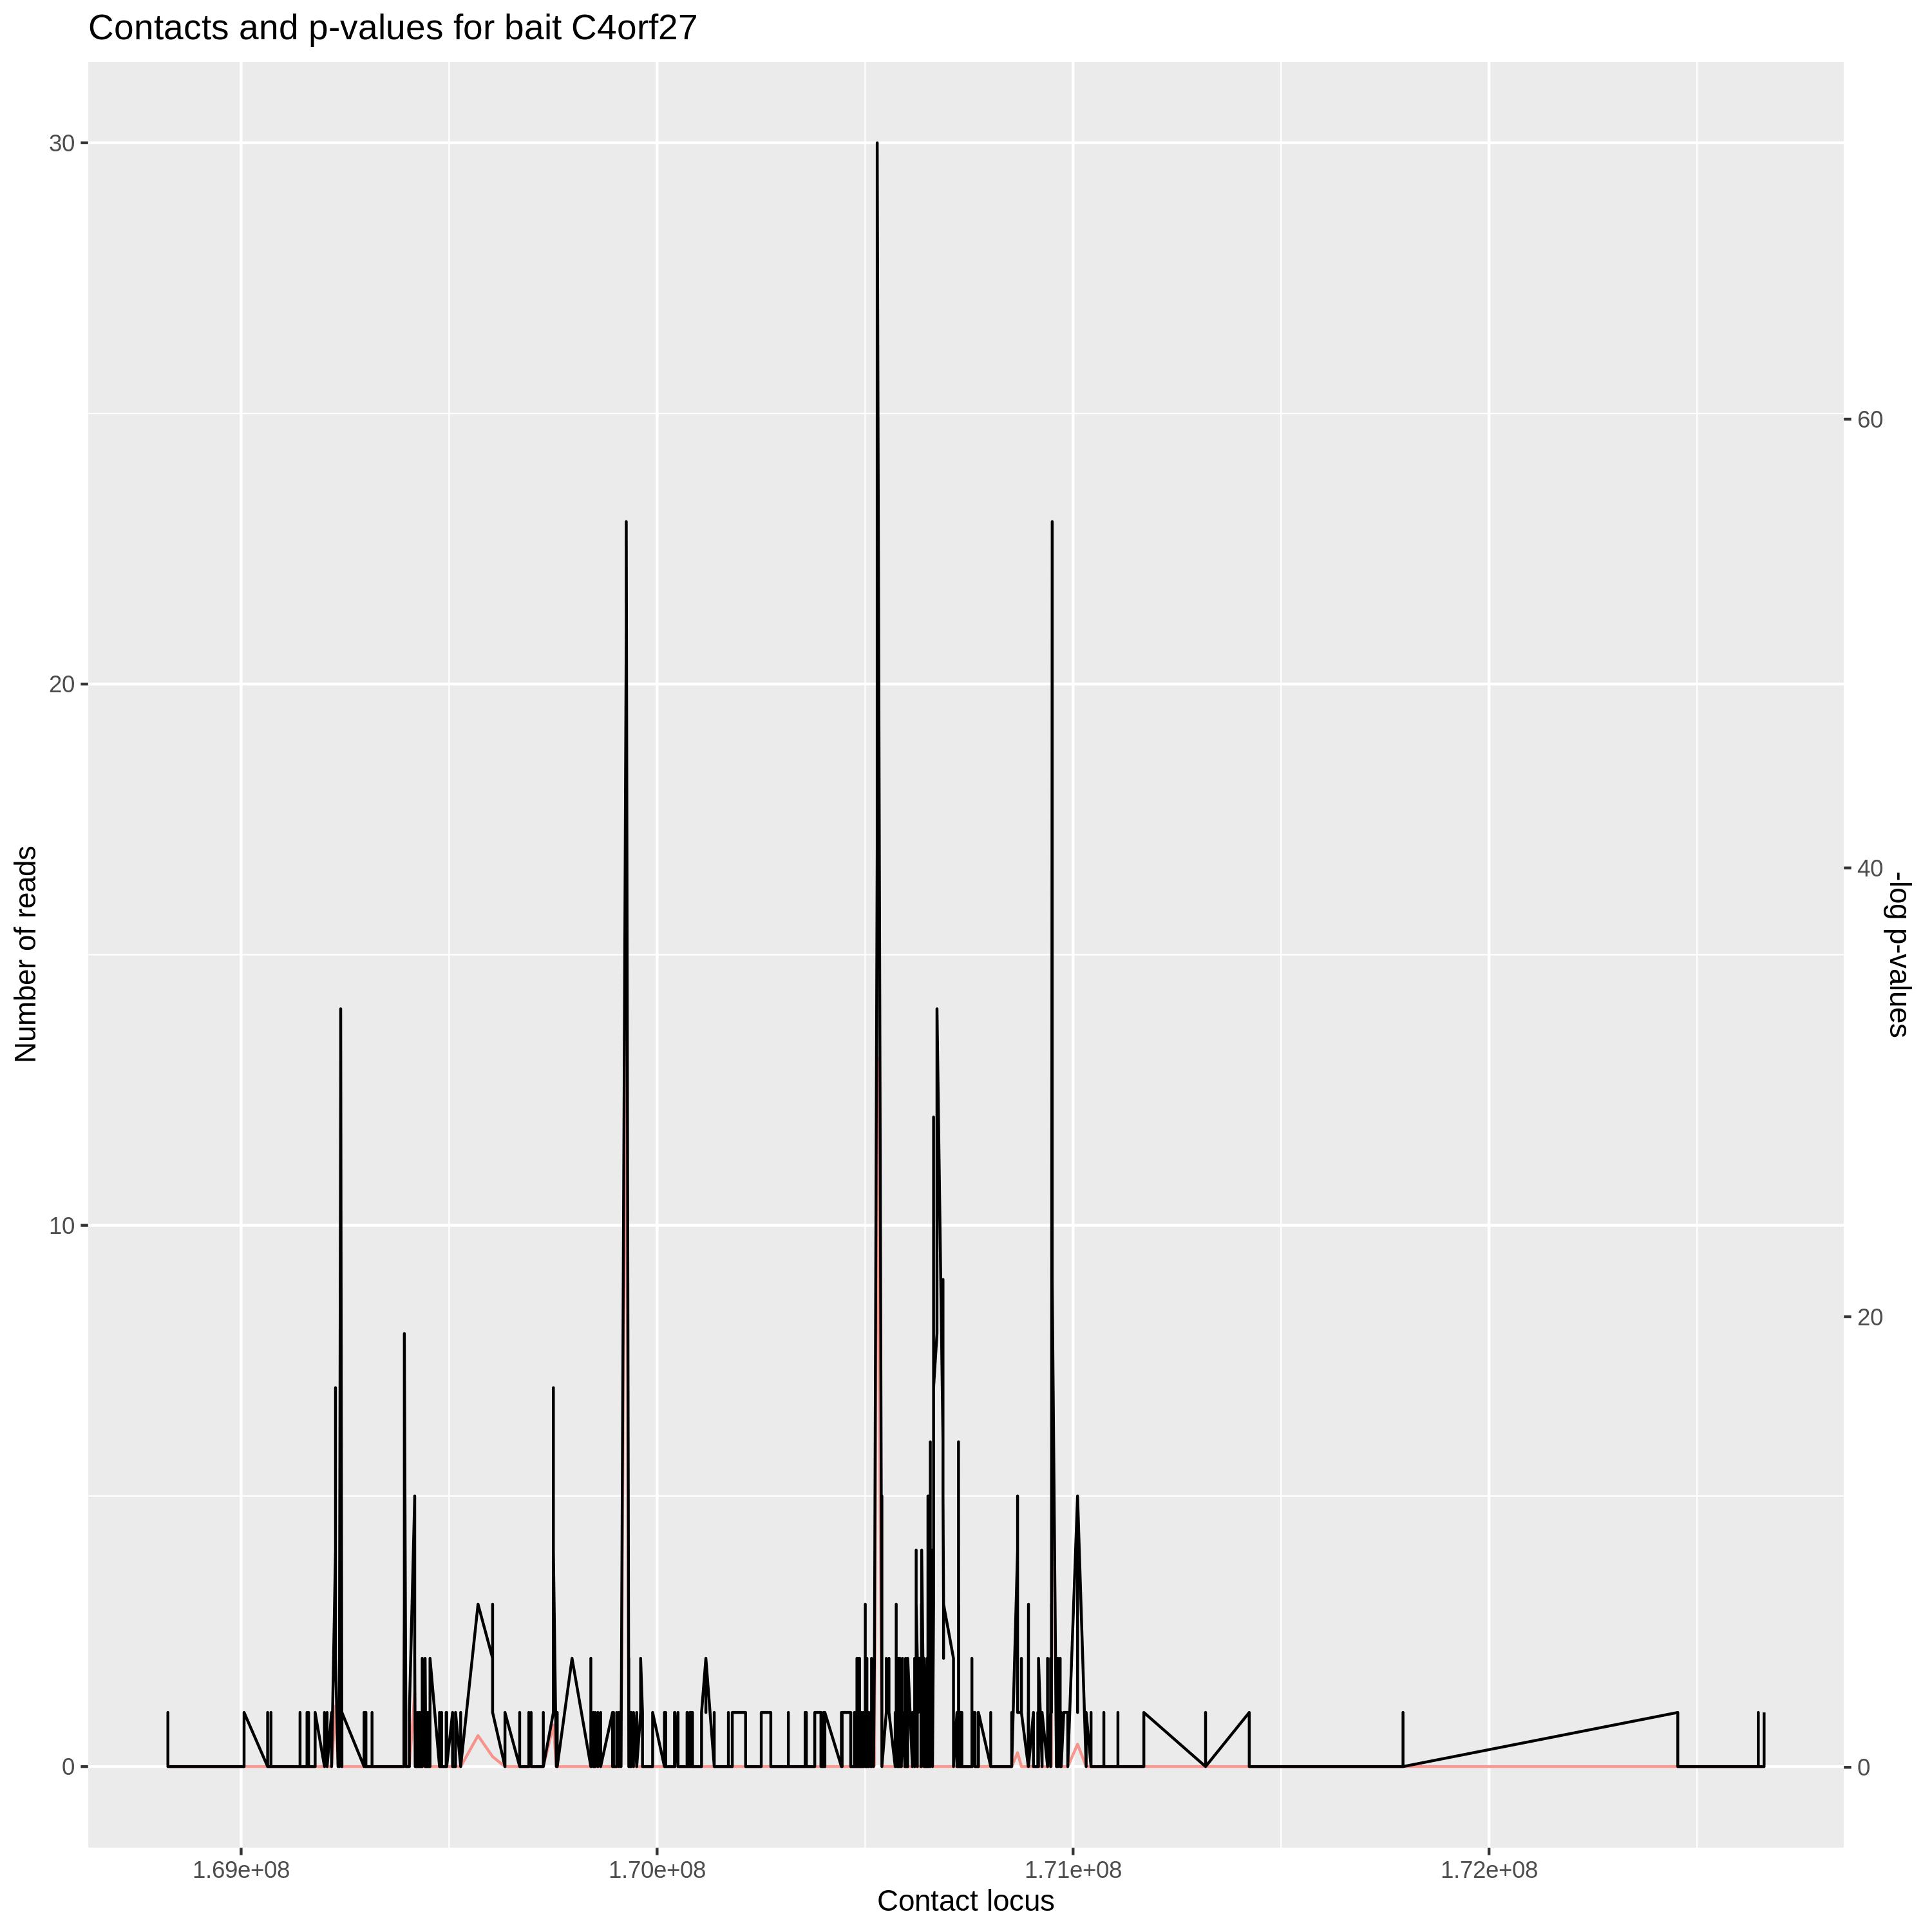 Contacts and p-values for bait C4orf27
30
20
10
0
Number of reads
60
40
20
0
-log p-values
1.69e+08
1.70e+08
1.71e+08
1.72e+08
Contact locus